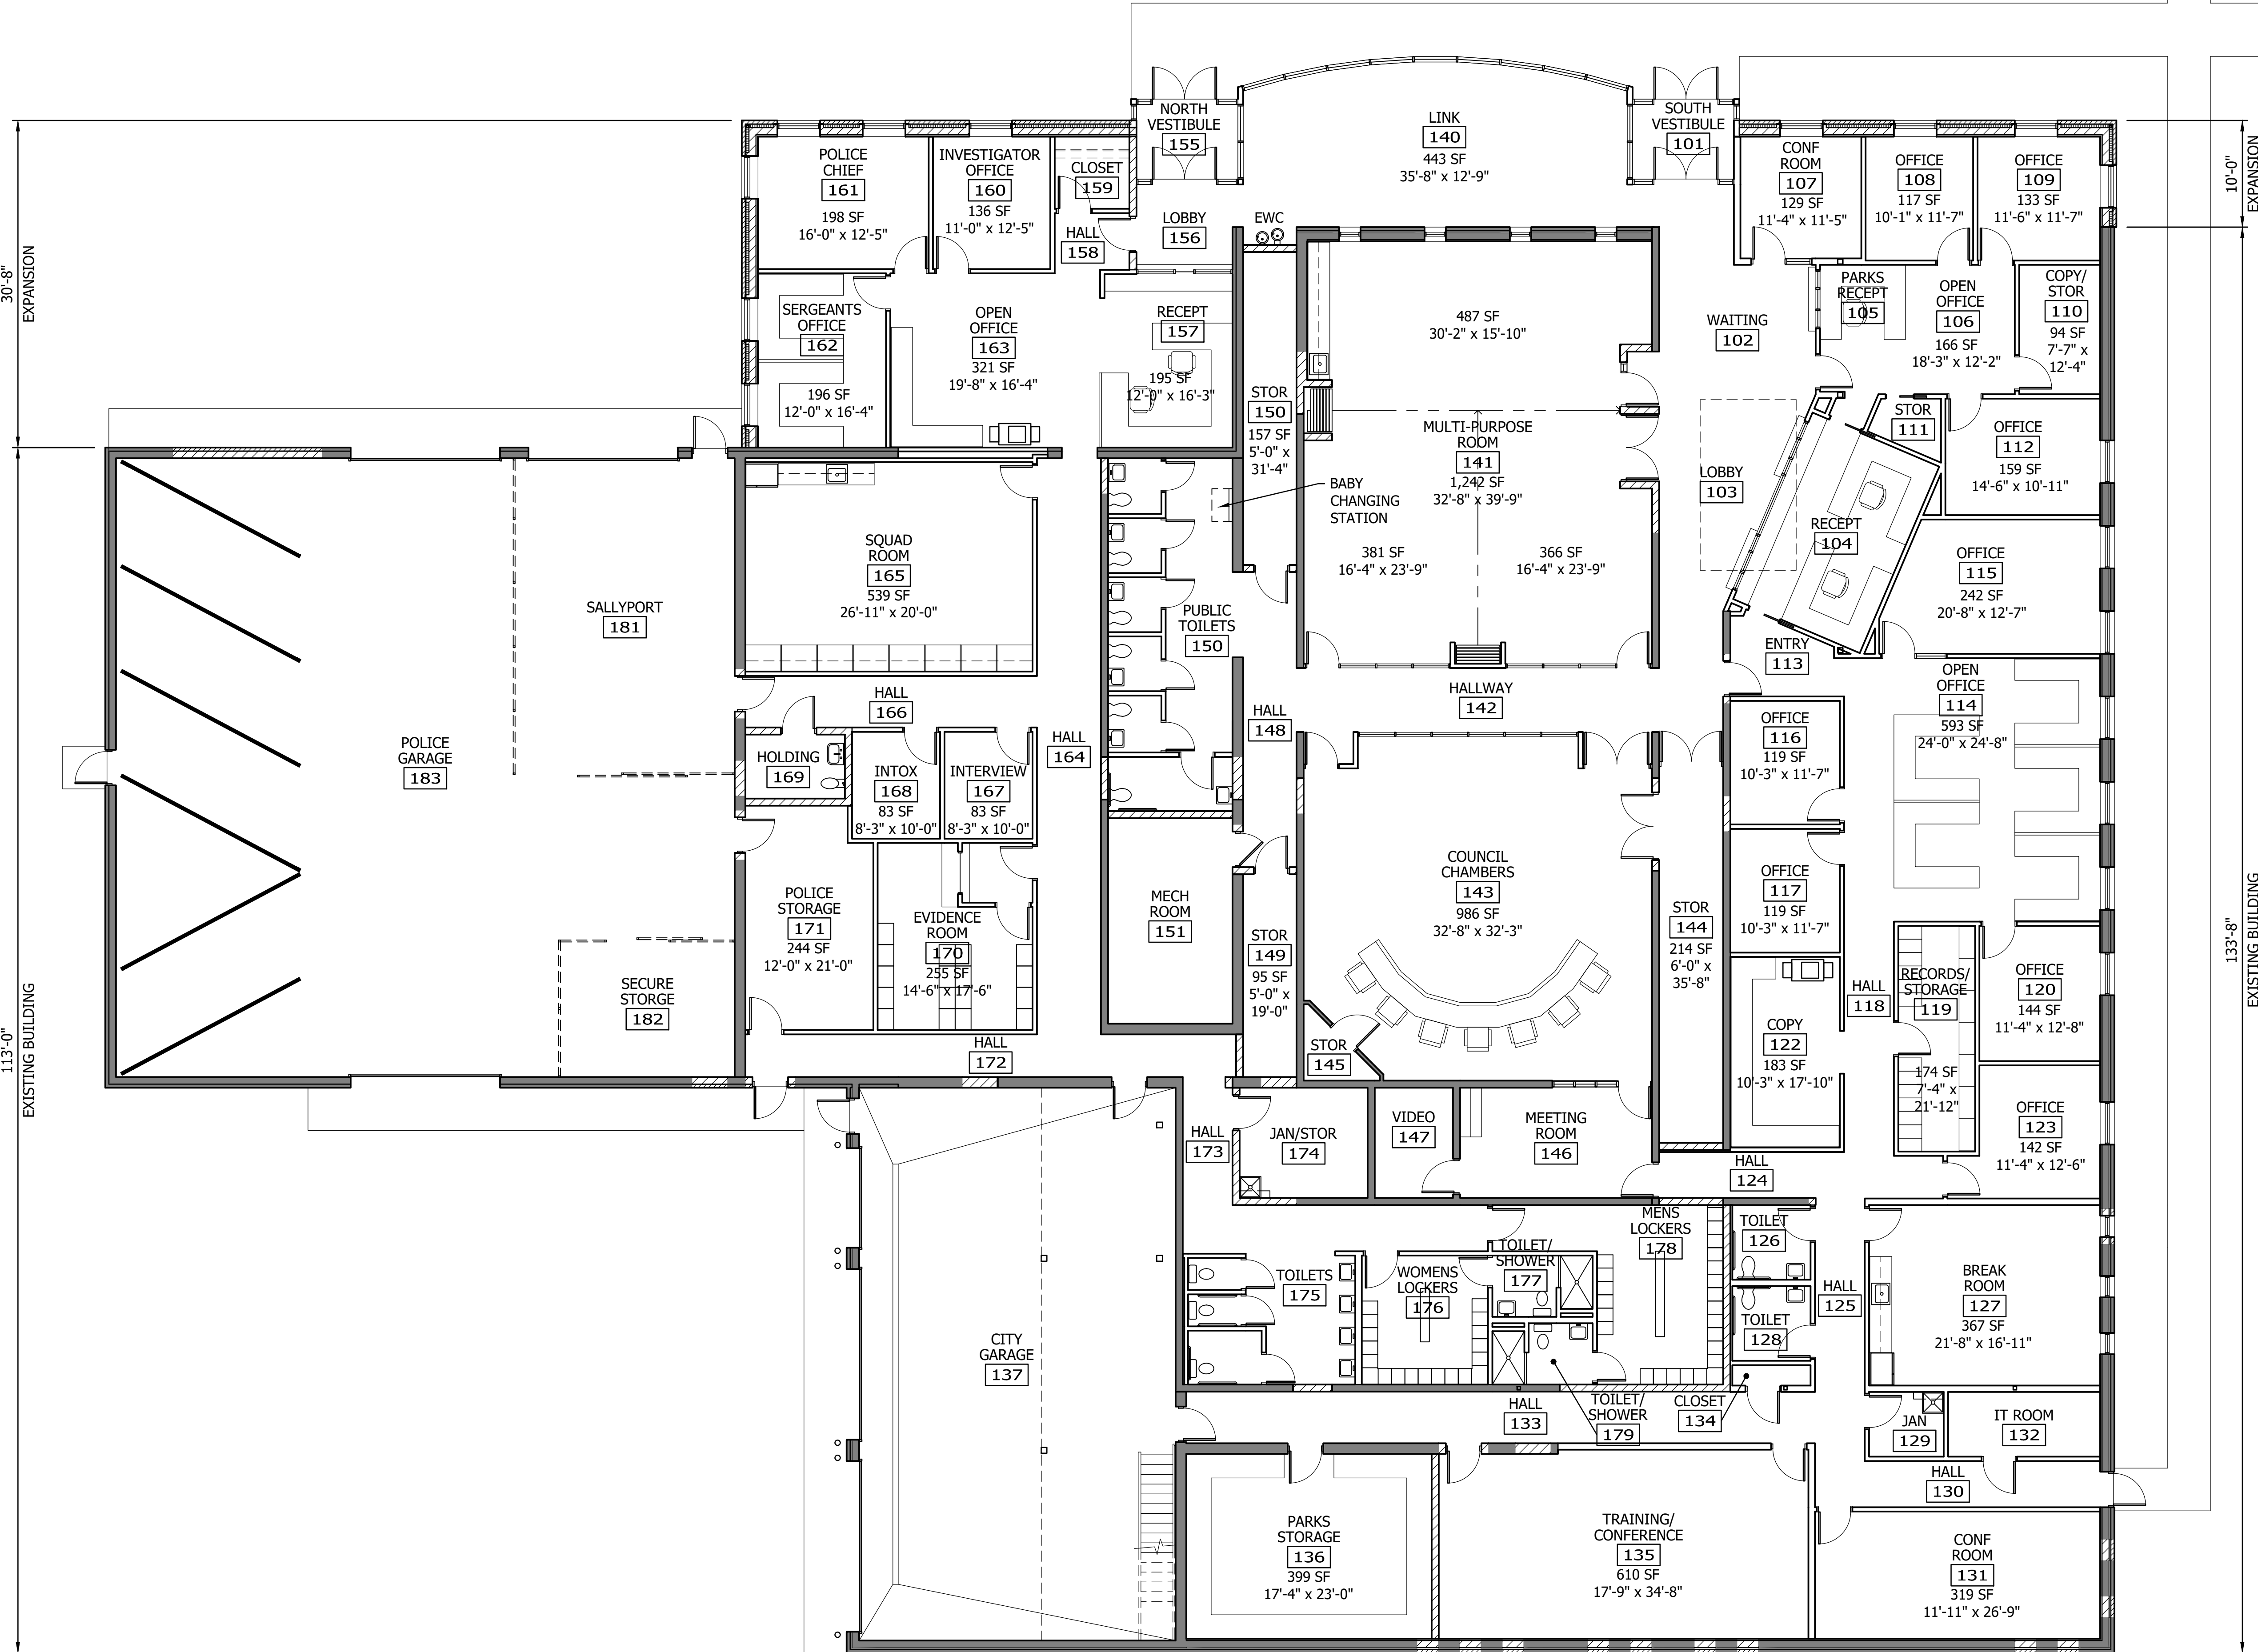 NORTH
VESTIBULE
155
LINK
140
443 SF
35'-8" x 12'-9"
SOUTH
VESTIBULE
101
POLICE
CHIEF
161
198 SF
16'-0" x 12'-5"
INVESTIGATOR
OFFICE
160
136 SF
11'-0" x 12'-5"
CLOSET
159
HALL
158
LOBBY
156
EWC
CONF
ROOM
107
129 SF
11'-4" x 11'-5"
OFFICE
108
117 SF
10'-1" x 11'-7"
OFFICE
109
133 SF
11'-6" x 11'-7"
10'-0"
EXPANSION
30'-8"
EXPANSION
SERGEANTS
OFFICE
162
196 SF
12'-0" x 16'-4"
OPEN
OFFICE
163
321 SF
19'-8" x 16'-4"
RECEPT
157
195 SF
12'-0" x 16'-3"
STOR
150
157 SF
5'-0" x
31'-4"
487 SF
30'-2" x 15'-10"
MULTI-PURPOSE
ROOM
141
1,242 SF
32'-8" x 39'-9"
381 SF
16'-4" x 23'-9"
366 SF
16'-4" x 23'-9"
BABY
CHANGING
STATION
WAITING
102
PARKS
RECEPT
105
OPEN
OFFICE
106
166 SF
18'-3" x 12'-2"
COPY/
STOR
110
94 SF
7'-7" x
12'-4"
STOR
111
OFFICE
112
159 SF
14'-6" x 10'-11"
LOBBY
103
RECEPT
104
OFFICE
115
242 SF
20'-8" x 12'-7"
ENTRY
113
OPEN
OFFICE
114
593 SF
24'-0" x 24'-8"
SQUAD
ROOM
165
539 SF
26'-11" x 20'-0"
SALLYPORT
181
PUBLIC
TOILETS
150
HALL
166
HALLWAY
142
HALL
148
HALL
164
POLICE
GARAGE
183
HOLDING
169
INTOX
168
83 SF
8'-3" x 10'-0"
INTERVIEW
167
83 SF
8'-3" x 10'-0"
OFFICE
116
119 SF
10'-3" x 11'-7"
OFFICE
117
119 SF
10'-3" x 11'-7"
COUNCIL
CHAMBERS
143
986 SF
32'-8" x 32'-3"
MECH
ROOM
151
POLICE
STORAGE
171
244 SF
12'-0" x 21'-0"
EVIDENCE
ROOM
170
255 SF
14'-6" x 17'-6"
STOR
149
95 SF
5'-0" x
19'-0"
STOR
144
214 SF
6'-0" x
35'-8"
SECURE
STORGE
182
HALL
172
STOR
145
COPY
122
183 SF
10'-3" x 17'-10"
HALL
118
RECORDS/
STORAGE
119
174 SF
7'-4" x
21'-12"
OFFICE
120
144 SF
11'-4" x 12'-8"
OFFICE
123
142 SF
11'-4" x 12'-6"
113'-0"
EXISTING BUILDING
133'-8"
EXISTING BUILDING
HALL
173
JAN/STOR
174
VIDEO
147
MEETING
ROOM
146
HALL
124
TOILETS
175
WOMENS
LOCKERS
176
TOILET/
SHOWER
177
MENS
LOCKERS
178
TOILET
126
TOILET
128
HALL
125
BREAK
ROOM
127
367 SF
21'-8" x 16'-11"
CITY
GARAGE
137
HALL
133
TOILET/
SHOWER
179
CLOSET
134
JAN
129
IT ROOM
132
HALL
130
PARKS
STORAGE
136
399 SF
17'-4" x 23'-0"
TRAINING/
CONFERENCE
135
610 SF
17'-9" x 34'-8"
CONF
ROOM
131
319 SF
11'-11" x 26'-9"